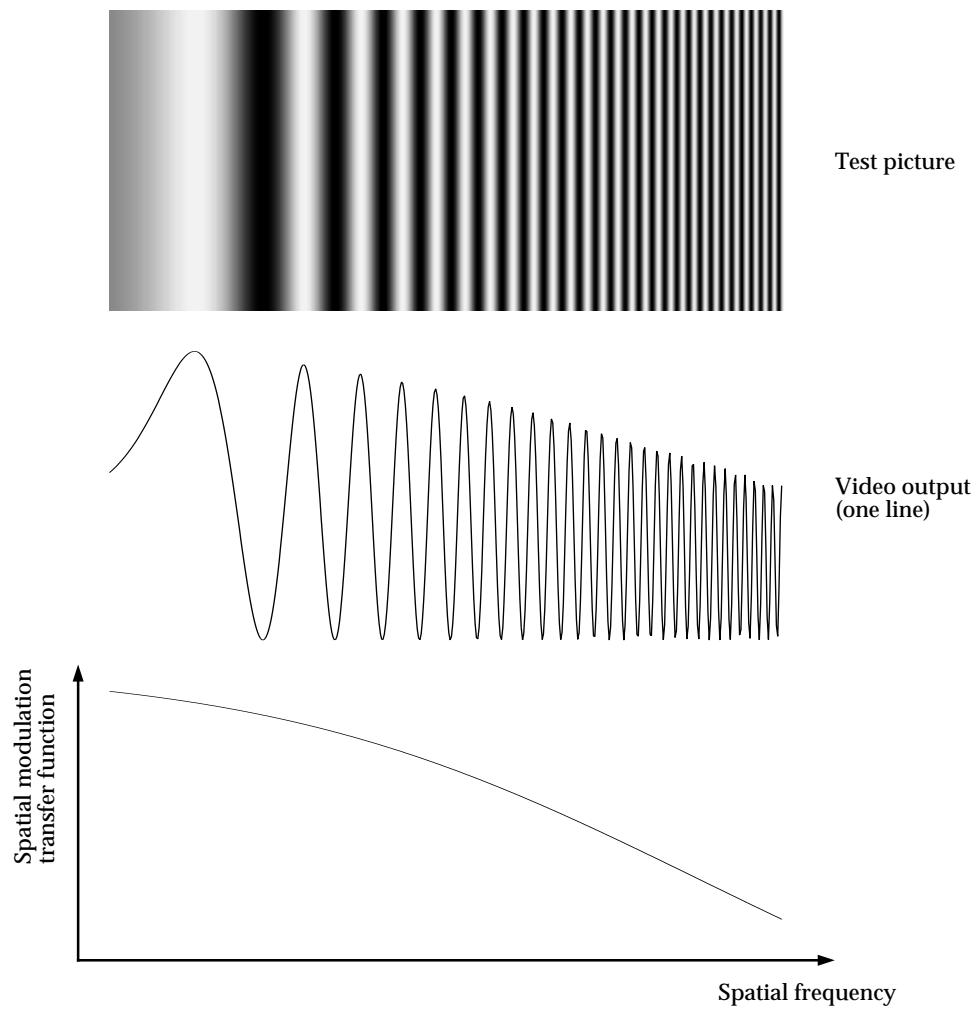 Test picture
Video output
(one line)
Spatial modulation
transfer function
Spatial frequency